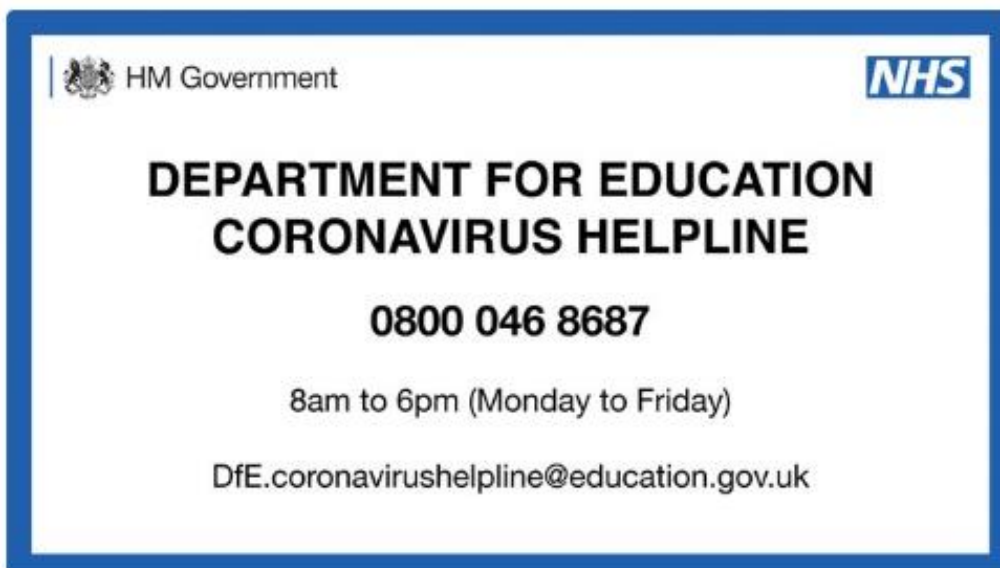 HM Government
NHS
DEPARTMENT FOR EDUCATION
CORONAVIRUS HELPLINE
0800 046 8687
8am to 6pm (Monday to Friday)
DfE.coronavirushelpline@education.gov.uk